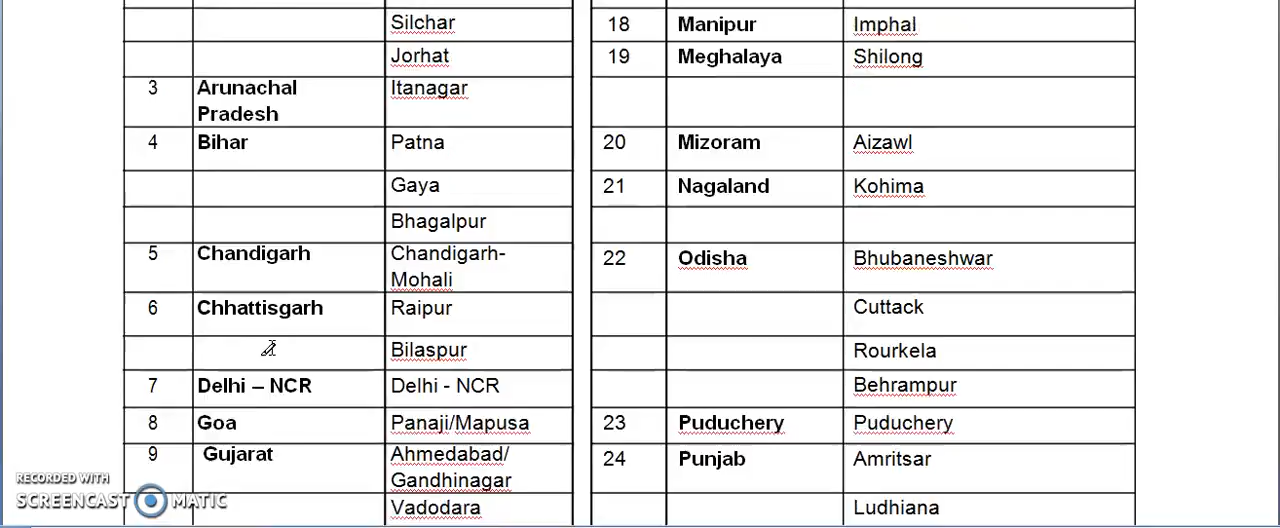 Silchar
Jorhat
3 Arunachal Itanagar
Pradesh
4 Bihar Patna
Gaya
Bhagalpur
5 Chandigarh Chandigarh-
Mohali
6 Chhattisgarh Raipur
Bilaspur
7 Delhi – NCR Delhi - NCR
8 Goa Panaji/Mapusa
9 Gujarat Ahmedabad/
Gandhinagar
Vadodara
18 Manipur Imphal
19 Meghalaya Shilong
20 Mizoram Aizawl
21 Nagaland Kohima
22 Odisha Bhubaneshwar
Cuttack
Rourkela
Behrampur
23 Puduchery Puduchery
24 Punjab Amritsar
Ludhiana
RECORDED WITH
SCREENCAST MATIC